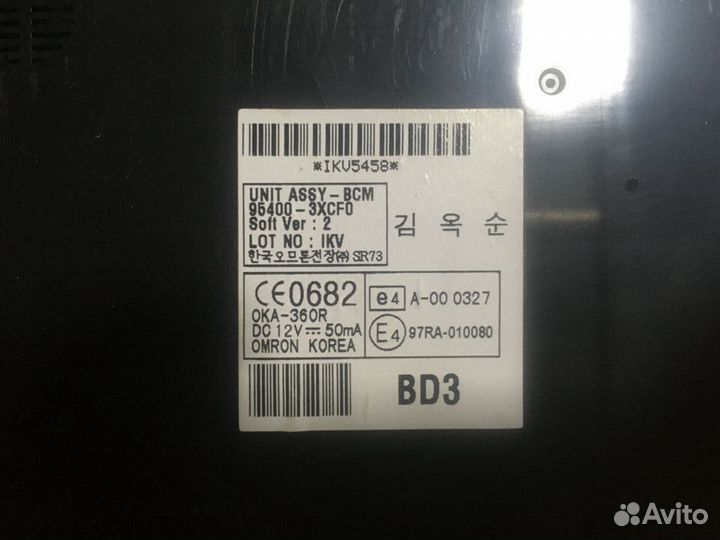 *IKV5458*
UNIT ASSY-BCM
95400-3XCF0
Soft Ver : 2
LOT NO : IKV
한국오므론전장㈜ SR73
김 옥 순
CE0682
OKA-360R
DC 12V⎓50mA
OMRON KOREA
e4 A-00 0327
E4 97RA-010080
BD3
Avito